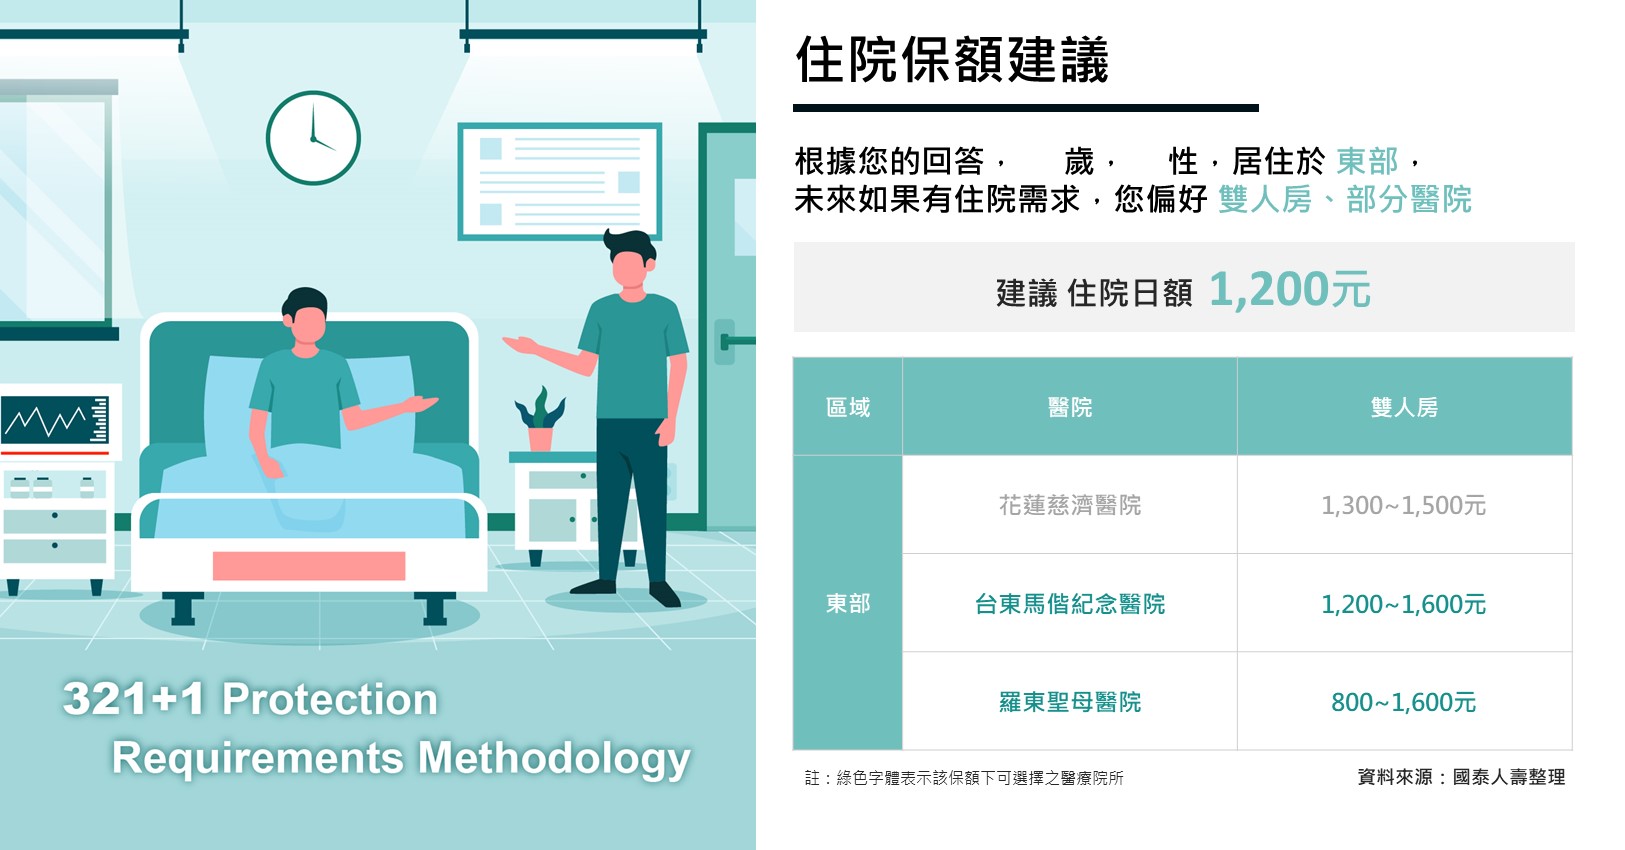 住院保額建議
根據您的回答， 歲， 性，居住於 東部，
未來如果有住院需求，您偏好 雙人房、部分醫院
建議 住院日額 1,200元
區域 醫院 雙人房
花蓮慈濟醫院 1,300~1,500元
東部 台東馬偕紀念醫院 1,200~1,600元
羅東聖母醫院 800~1,600元
註：綠色字體表示該保額下可選擇之醫療院所 資料來源：國泰人壽整理
321+1 Protection
Requirements Methodology